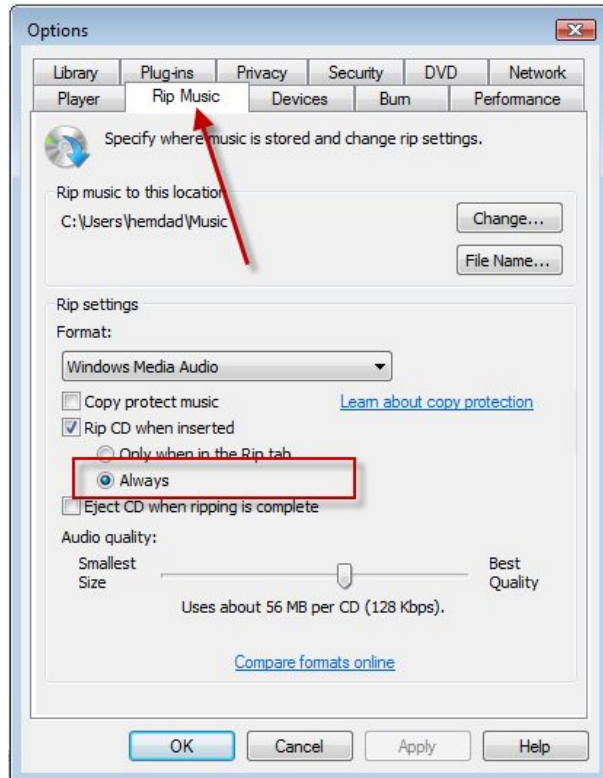 Options
Library Plug-ins Privacy Security DVD Network
Player Rip Music Devices Burn Performance
Specify where music is stored and change rip settings.
Rip music to this location
C:\Users\hemdad\Music
Change...
File Name...
Rip settings
Format:
Windows Media Audio
Copy protect music Learn about copy protection
Rip CD when inserted
Only when in the Rip tab
Always
Eject CD when ripping is complete
Audio quality:
Smallest Size
Best Quality
Uses about 56 MB per CD (128 Kbps).
Compare formats online
OK Cancel Apply Help